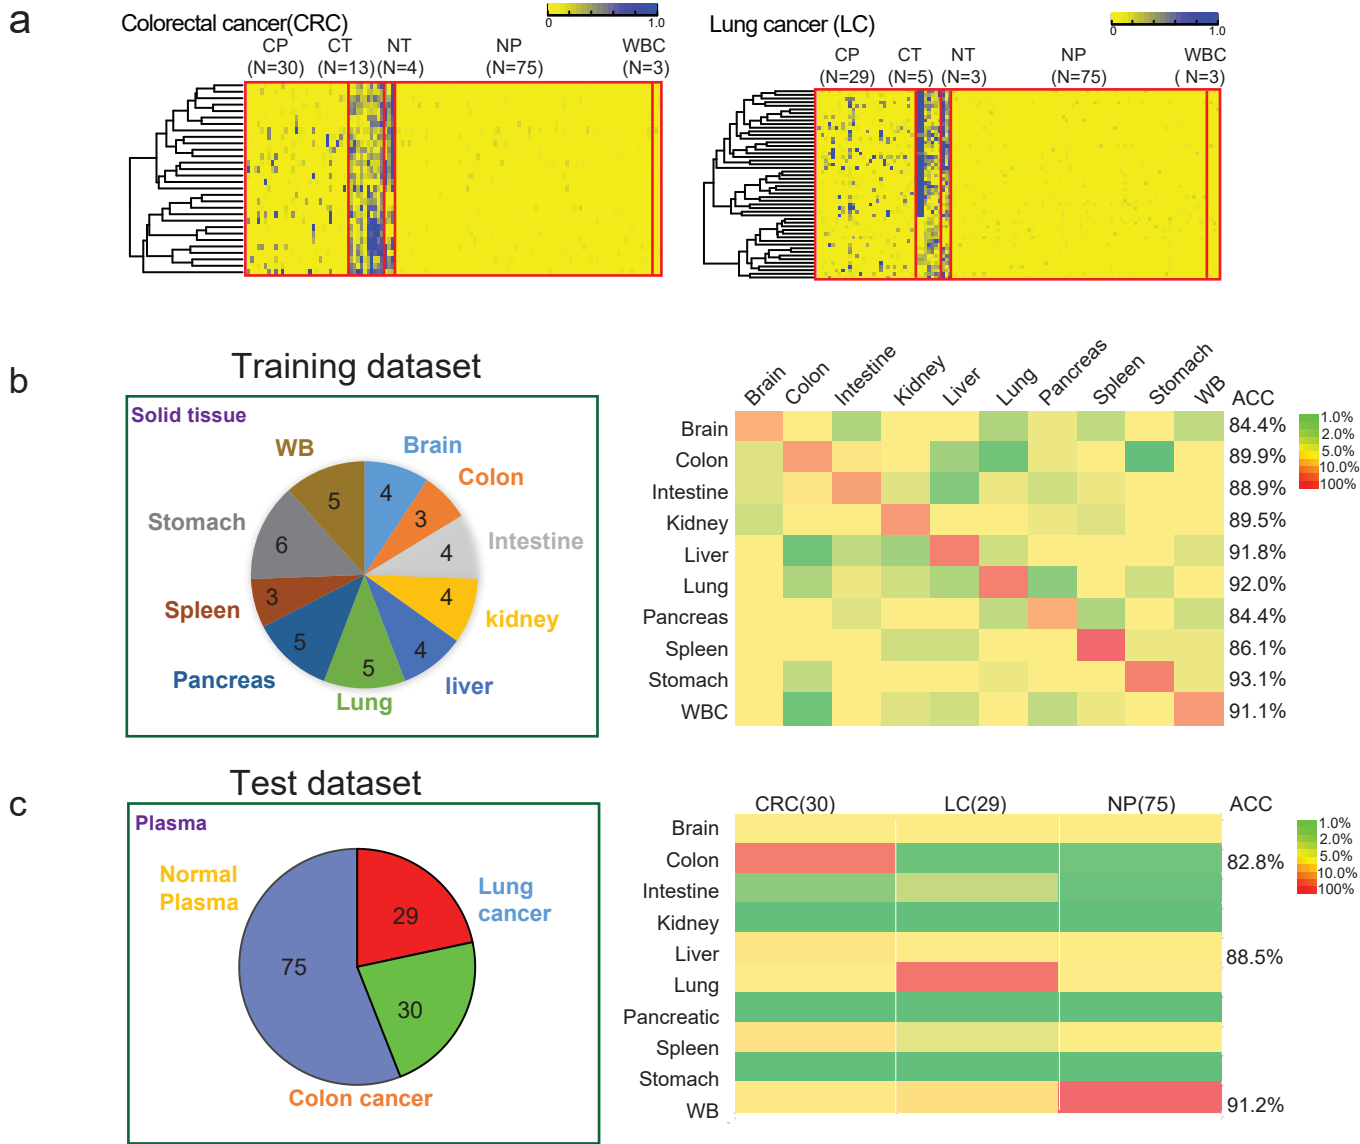 a
Colorectal cancer(CRC)
0 1.0
CP CT NT NP WBC
(N=30) (N=13) (N=4) (N=75) (N=3)
Lung cancer (LC)
0 1.0
CP CT NT NP WBC
(N=29) (N=5) (N=3) (N=75) ( N=3)
b
Training dataset
Solid tissue
WB
Brain
Colon
Stomach
Intestine
Spleen
kidney
Pancreas
liver
Lung
5
4
3
6
4
3
4
5
4
5
Brain Colon Intestine Kidney Liver Lung Pancreas Spleen Stomach WB ACC
Brain 84.4%
Colon 89.9%
Intestine 88.9%
Kidney 89.5%
Liver 91.8%
Lung 92.0%
Pancreas 84.4%
Spleen 86.1%
Stomach 93.1%
WBC 91.1%
1.0%
2.0%
5.0%
10.0%
100%
c
Test dataset
Plasma
Normal
Plasma
Lung
cancer
29
75
30
Colon cancer
CRC(30) LC(29) NP(75) ACC
Brain
Colon 82.8%
Intestine
Kidney
Liver 88.5%
Lung
Pancreatic
Spleen
Stomach
WB 91.2%
1.0%
2.0%
5.0%
10.0%
100%